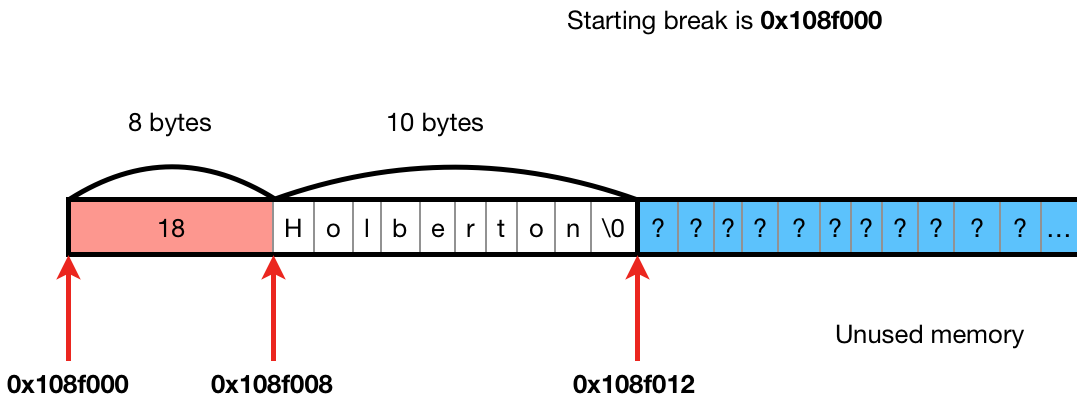 Starting break is 0x108f000
8 bytes 10 bytes
18 H o l b e r t o n \0 ? ? ? ? ? ? ? ? ? ? ? ...
Unused memory
0x108f000 0x108f008 0x108f012